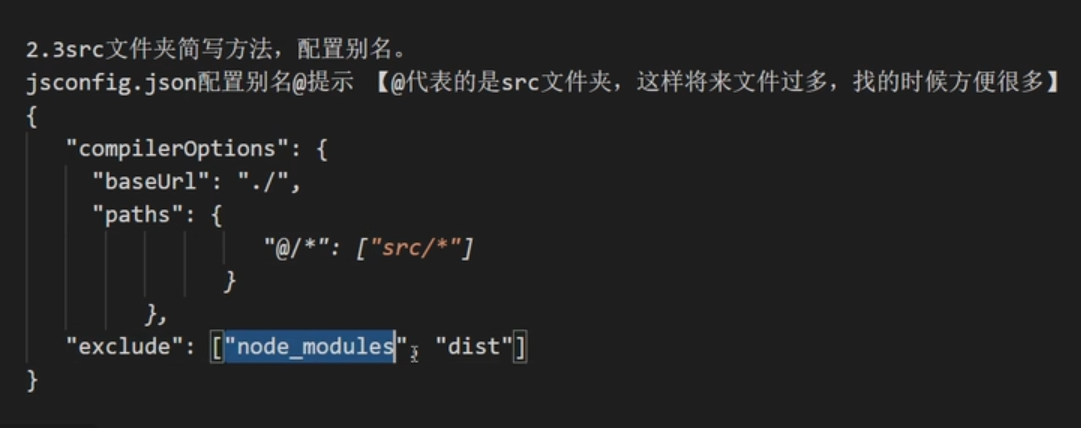 2.3src文件夹简写方法，配置别名。
jsconfig.json配置别名@提示 【@代表的是src文件夹，这样将来文件过多，找的时候方便很多】
{
"compilerOptions": {
"baseUrl": "./",
"paths": {
"@/*": ["src/*"]
}
},
"exclude": ["node_modules", "dist"]
}